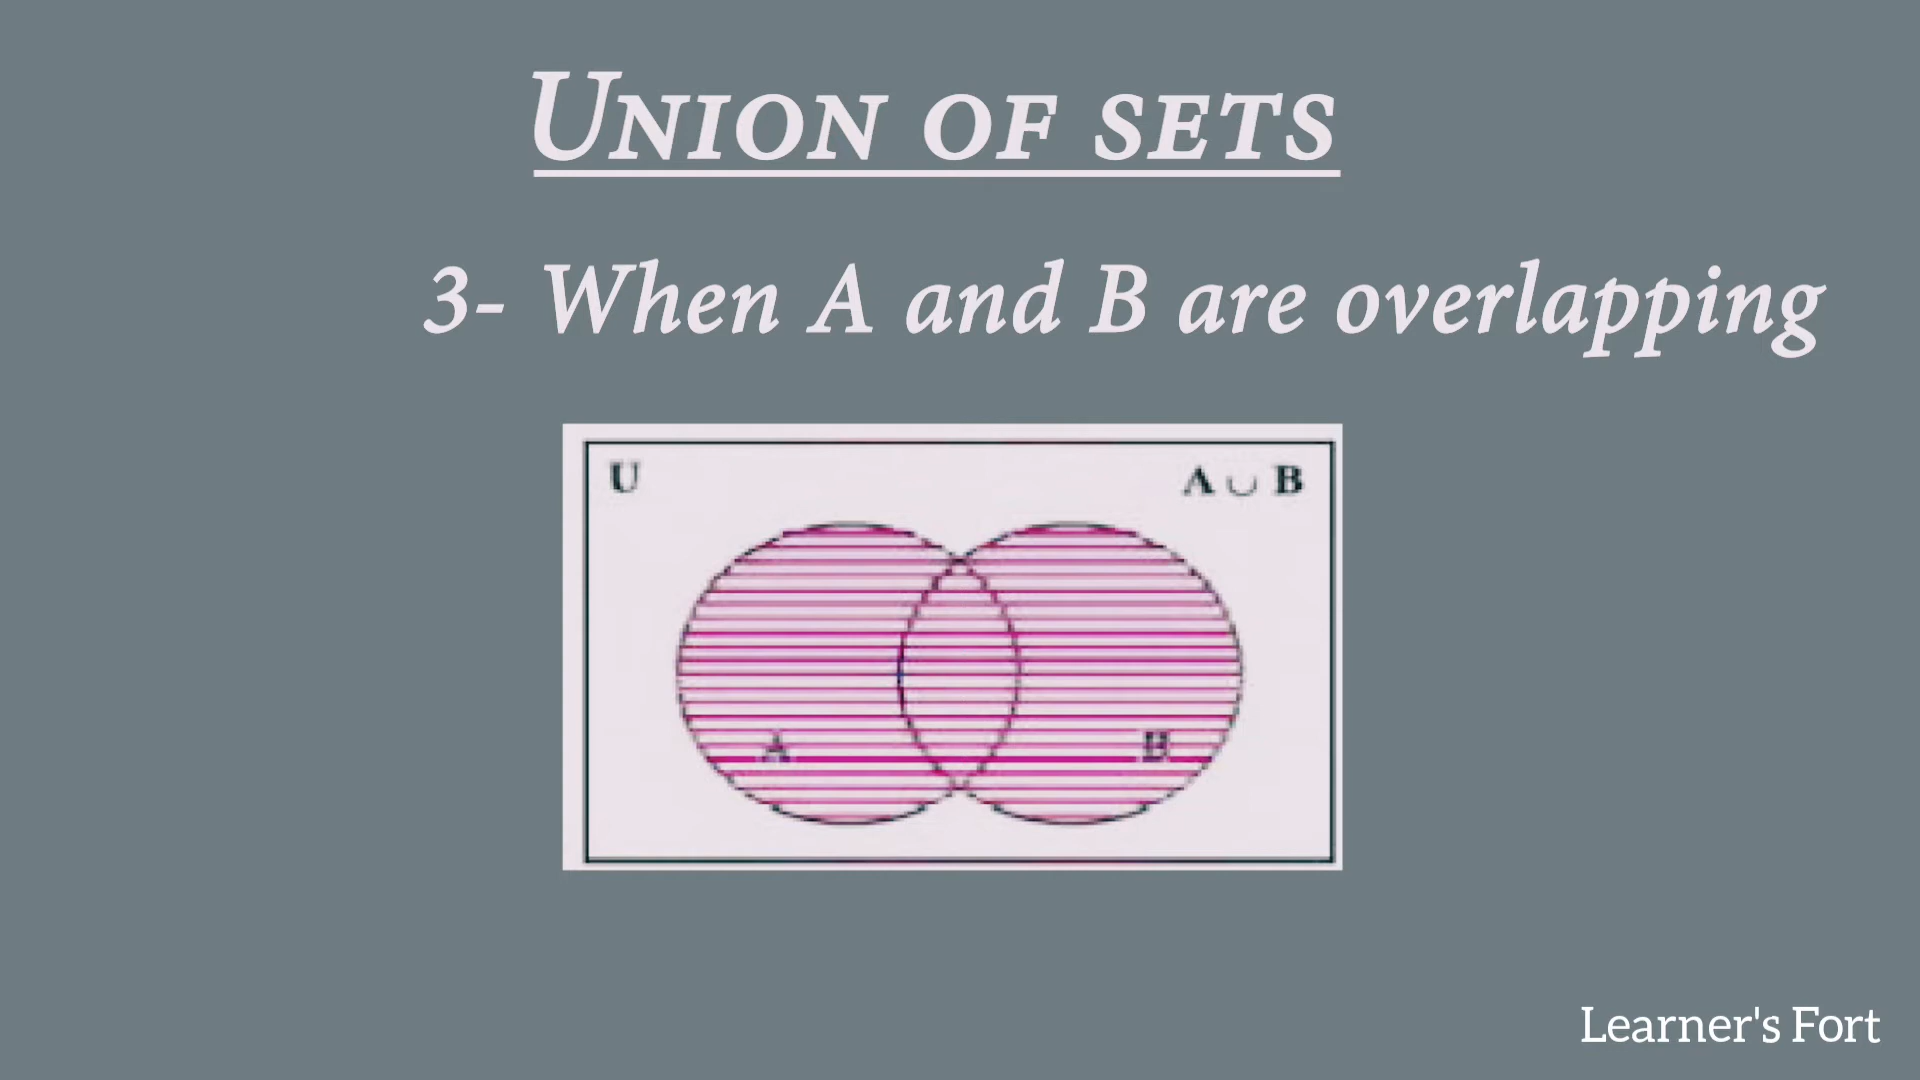 UNION OF SETS
3- When A and B are overlapping
U
A ∪ B
A
B
Learner's Fort